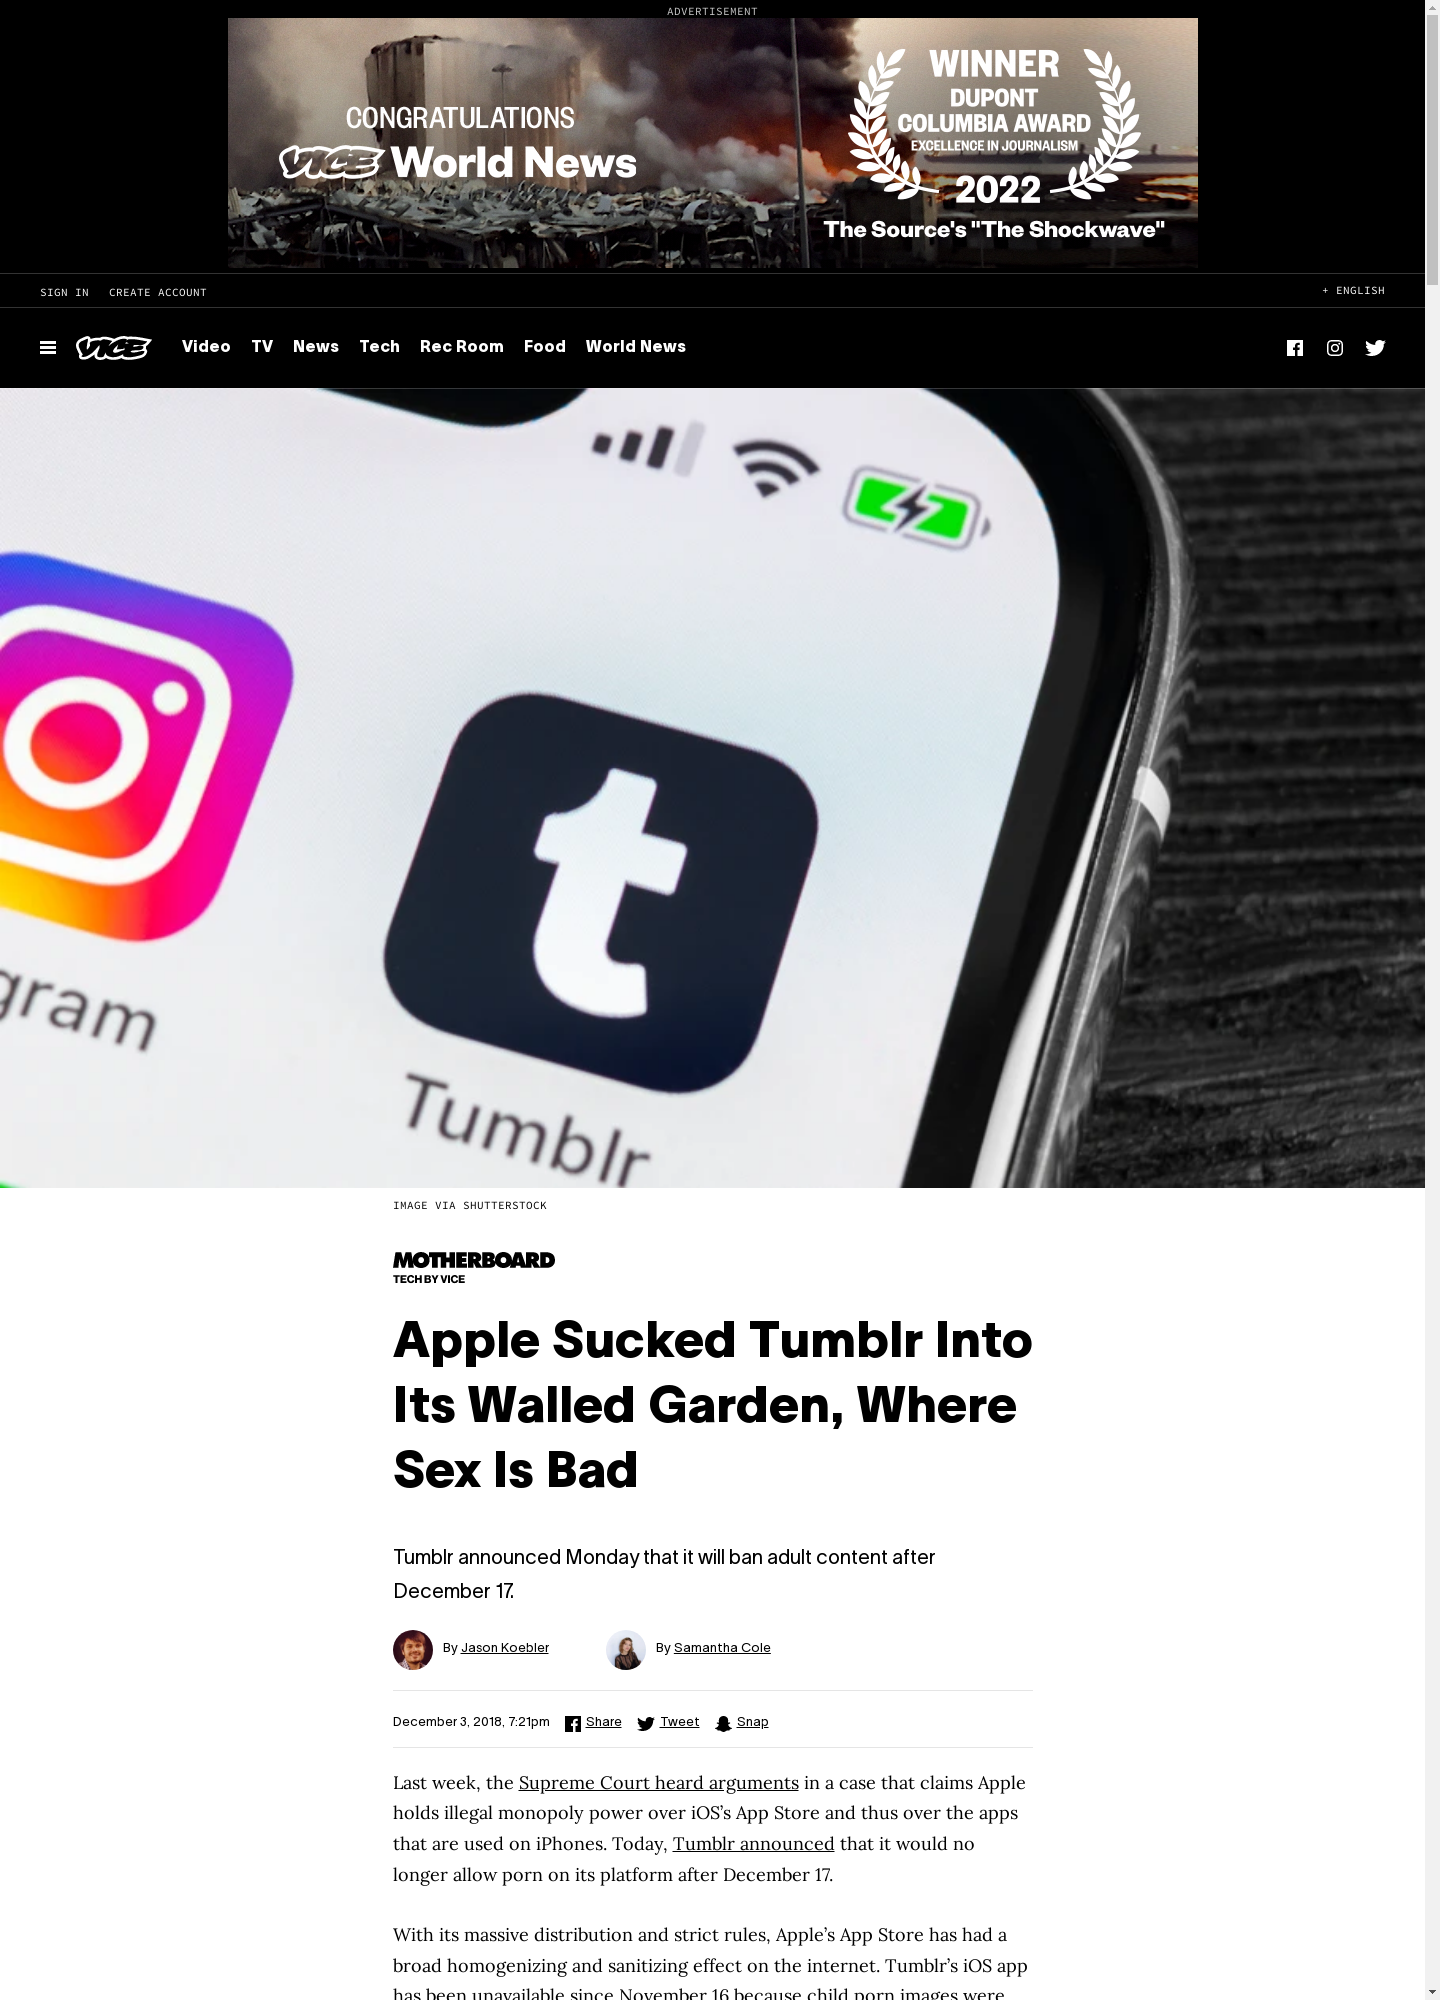 ADVERTISEMENT
CONGRATULATIONS
VICE World News
WINNER
DUPONT
COLUMBIA AWARD
EXCELLENCE IN JOURNALISM
2022
The Source's "The Shockwave"
SIGN IN CREATE ACCOUNT + ENGLISH
VICE Video TV News Tech Rec Room Food World News
gram
t
Tumblr
IMAGE VIA SHUTTERSTOCK
MOTHERBOARD
TECH BY VICE
Apple Sucked Tumblr Into
Its Walled Garden, Where
Sex Is Bad
Tumblr announced Monday that it will ban adult content after
December 17.
By Jason Koebler By Samantha Cole
December 3, 2018, 7:21pm Share Tweet Snap
Last week, the Supreme Court heard arguments in a case that claims Apple
holds illegal monopoly power over iOS’s App Store and thus over the apps
that are used on iPhones. Today, Tumblr announced that it would no
longer allow porn on its platform after December 17.
With its massive distribution and strict rules, Apple’s App Store has had a
broad homogenizing and sanitizing effect on the internet. Tumblr’s iOS app
has been unavailable since November 16 because child porn images were